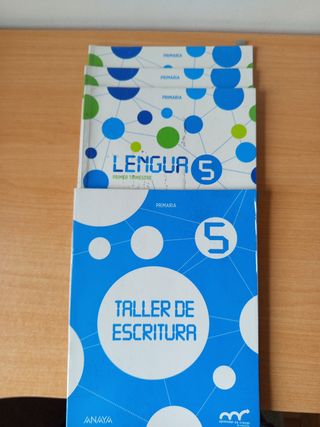 PRIMARIA
PRIMARIA
PRIMARIA
LENGUA 5
PRIMER TRIMESTRE
PRIMARIA
5
TALLER DE
ESCRITURA
ANAYA